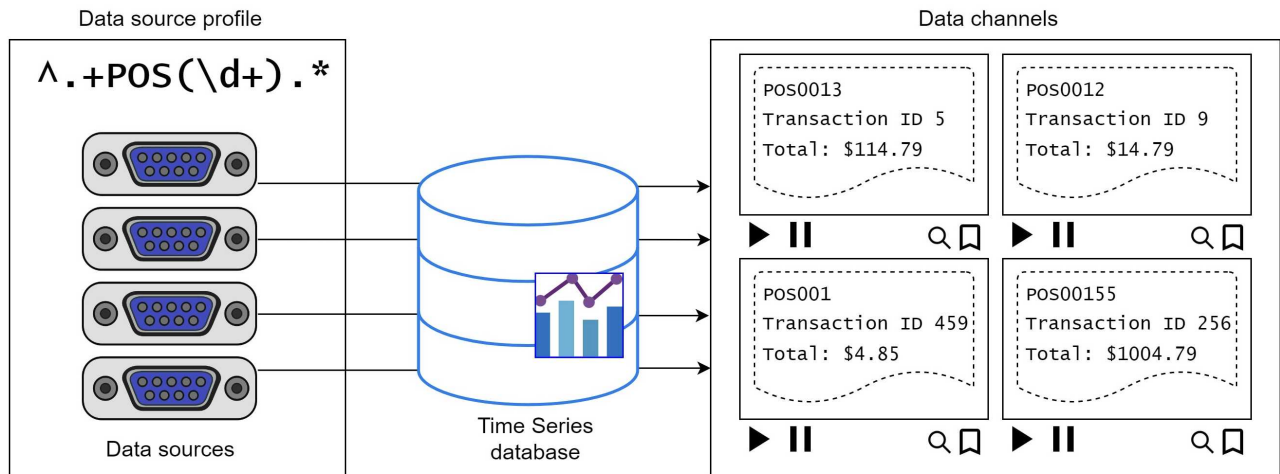 Data source profile
^.+POS(\d+).*
Data sources
Time Series
database
Data channels
POS0013
Transaction ID 5
Total: $114.79
POS0012
Transaction ID 9
Total: $14.79
POS001
Transaction ID 459
Total: $4.85
POS00155
Transaction ID 256
Total: $1004.79